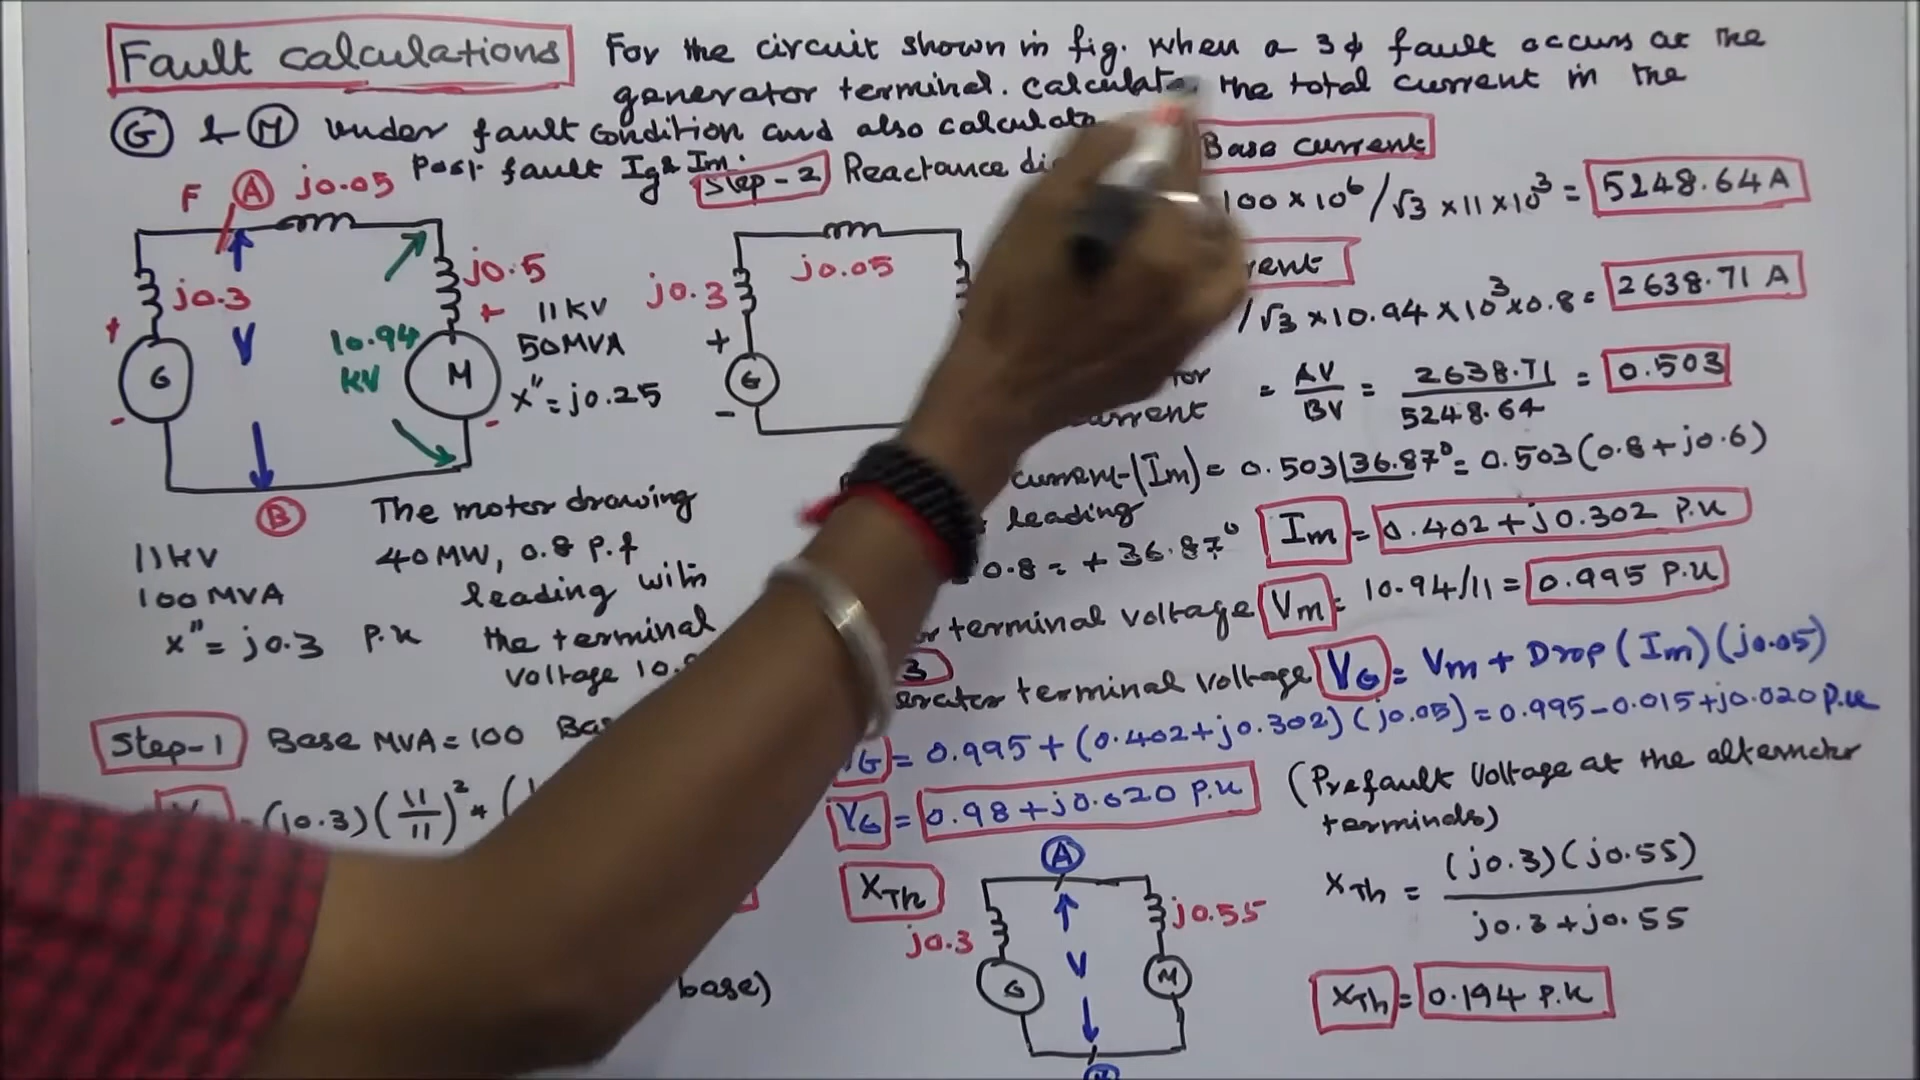 Fault calculations
For the circuit shown in fig. when a 3ϕ fault occurs at the
generator terminal. calculate the total current in the
G & M under fault condition and also calculate
Post fault Ig & Im.
F A j0.05
j0.3
j0.5
+ V
10.94
KV
G
M
+
-
-
11KV
50MVA
x" = j0.25
B
11KV
100MVA
x" = j0.3 P.u
The motor drawing
40MW, 0.8 p.f
leading with
the terminal
voltage 10.9
Step-1 Base MVA = 100
(j0.3)(11/11)² *
base)
Step-2 Reactance
j0.05
j0.3
+
G
-
Base current
100 × 10⁶ / √3 × 11 × 10³ = 5248.64 A
/ √3 × 10.94 × 10³ × 0.8 = 2638.71 A
current = AV/BV = 2638.71/5248.64 = 0.503
current (Im) = 0.503∠36.87° = 0.503(0.8 + j0.6)
leading
0.8 = + 36.87°
Im = 0.402 + j0.302 P.u
terminal voltage Vm = 10.94/11 = 0.995 P.u
3
terminal voltage VG = Vm + Drop (Im)(j0.05)
VG = 0.995 + (0.402 + j0.302)(j0.05) = 0.995 - 0.015 + j0.020 P.u
VG = 0.98 + j0.020 P.u
(Prefault Voltage at the alternator
terminals)
XTh
A
j0.3
j0.55
V
G
M
XTh = (j0.3)(j0.55) / j0.3 + j0.55
XTh = 0.194 P.u